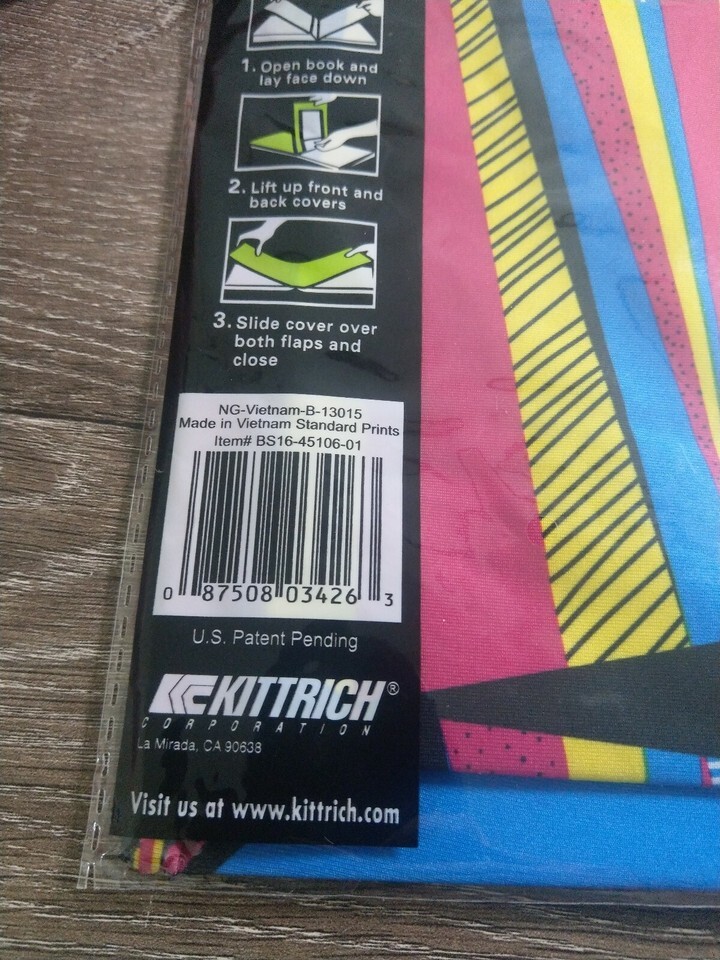 1. Open book and
lay face down
2. Lift up front and
back covers
3. Slide cover over
both flaps and
close
NG-Vietnam-B-13015
Made in Vietnam Standard Prints
Item# BS16-45106-01
0 87508 03426 3
U.S. Patent Pending
KITTRICH®
CORPORATION
La Mirada, CA 90638
Visit us at www.kittrich.com